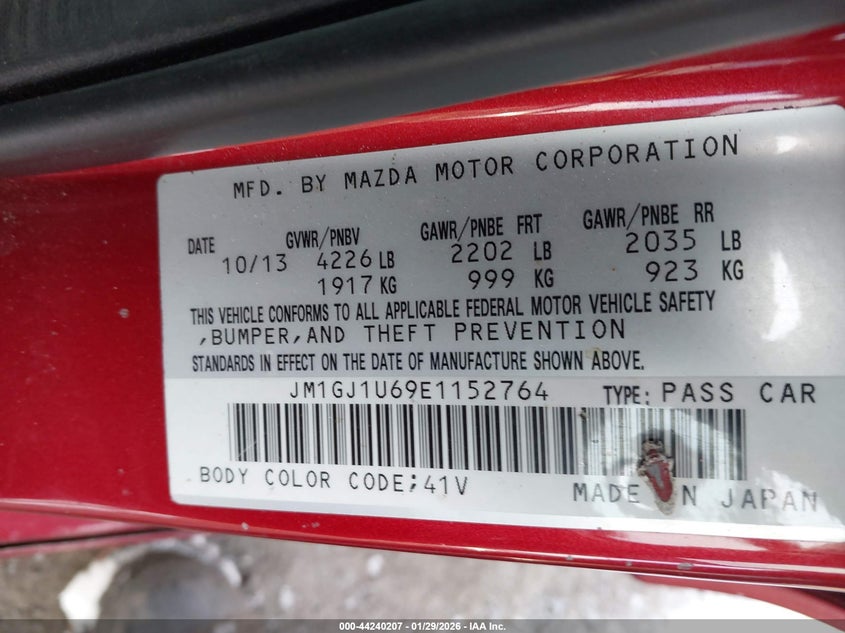 MFD. BY MAZDA MOTOR CORPORATION
DATE GVWR/PNBV GAWR/PNBE FRT GAWR/PNBE RR
10/13 4226 LB 2202 LB 2035 LB
1917 KG 999 KG 923 KG
THIS VEHICLE CONFORMS TO ALL APPLICABLE FEDERAL MOTOR VEHICLE SAFETY
,BUMPER,AND THEFT PREVENTION
STANDARDS IN EFFECT ON THE DATE OF MANUFACTURE SHOWN ABOVE.
JM1GJ1U69E1152764 TYPE: PASS CAR
BODY COLOR CODE;41V
MADE IN JAPAN
000-44240207 - 01/29/2026 - IAA Inc.